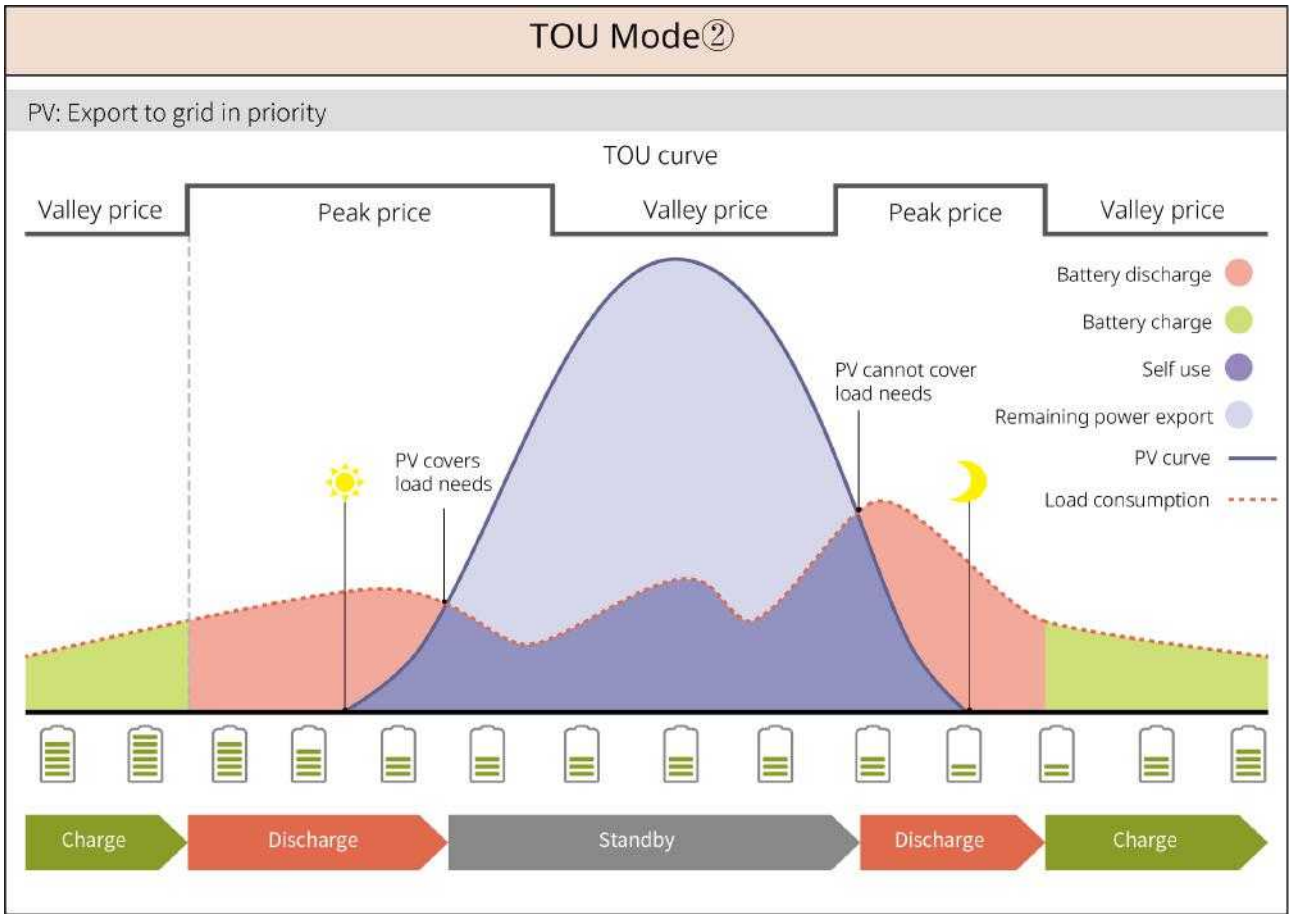 TOU Mode②
PV: Export to grid in priority
TOU curve
Valley price
Peak price
Valley price
Peak price
Valley price
Battery discharge
Battery charge
Self use
Remaining power export
PV curve
Load consumption
PV cannot cover
load needs
PV covers
load needs
Charge
Discharge
Standby
Discharge
Charge